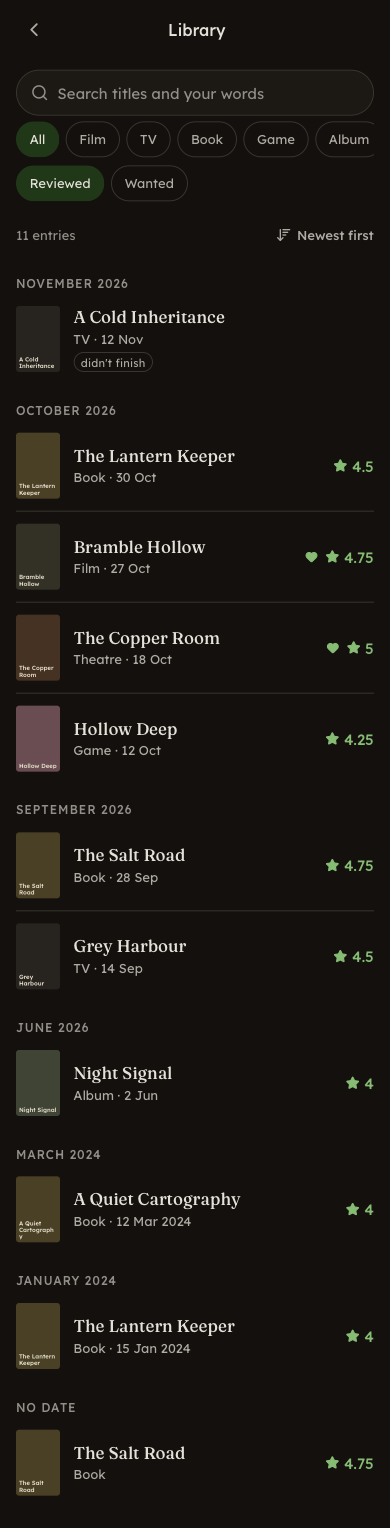 Library
Search titles and your words
All Film TV Book Game Album
Reviewed Wanted
11 entries Newest first
NOVEMBER 2026
A Cold Inheritance
TV · 12 Nov
didn't finish
A Cold
Inheritance
OCTOBER 2026
The Lantern Keeper
Book · 30 Oct
4.5
The Lantern
Keeper
Bramble Hollow
Film · 27 Oct
4.75
Bramble
Hollow
The Copper Room
Theatre · 18 Oct
5
The Copper
Room
Hollow Deep
Game · 12 Oct
4.25
Hollow Deep
SEPTEMBER 2026
The Salt Road
Book · 28 Sep
4.75
The Salt
Road
Grey Harbour
TV · 14 Sep
4.5
Grey
Harbour
JUNE 2026
Night Signal
Album · 2 Jun
4
Night Signal
MARCH 2024
A Quiet Cartography
Book · 12 Mar 2024
4
A Quiet
Cartograph
y
JANUARY 2024
The Lantern Keeper
Book · 15 Jan 2024
4
The Lantern
Keeper
NO DATE
The Salt Road
Book
4.75
The Salt
Road